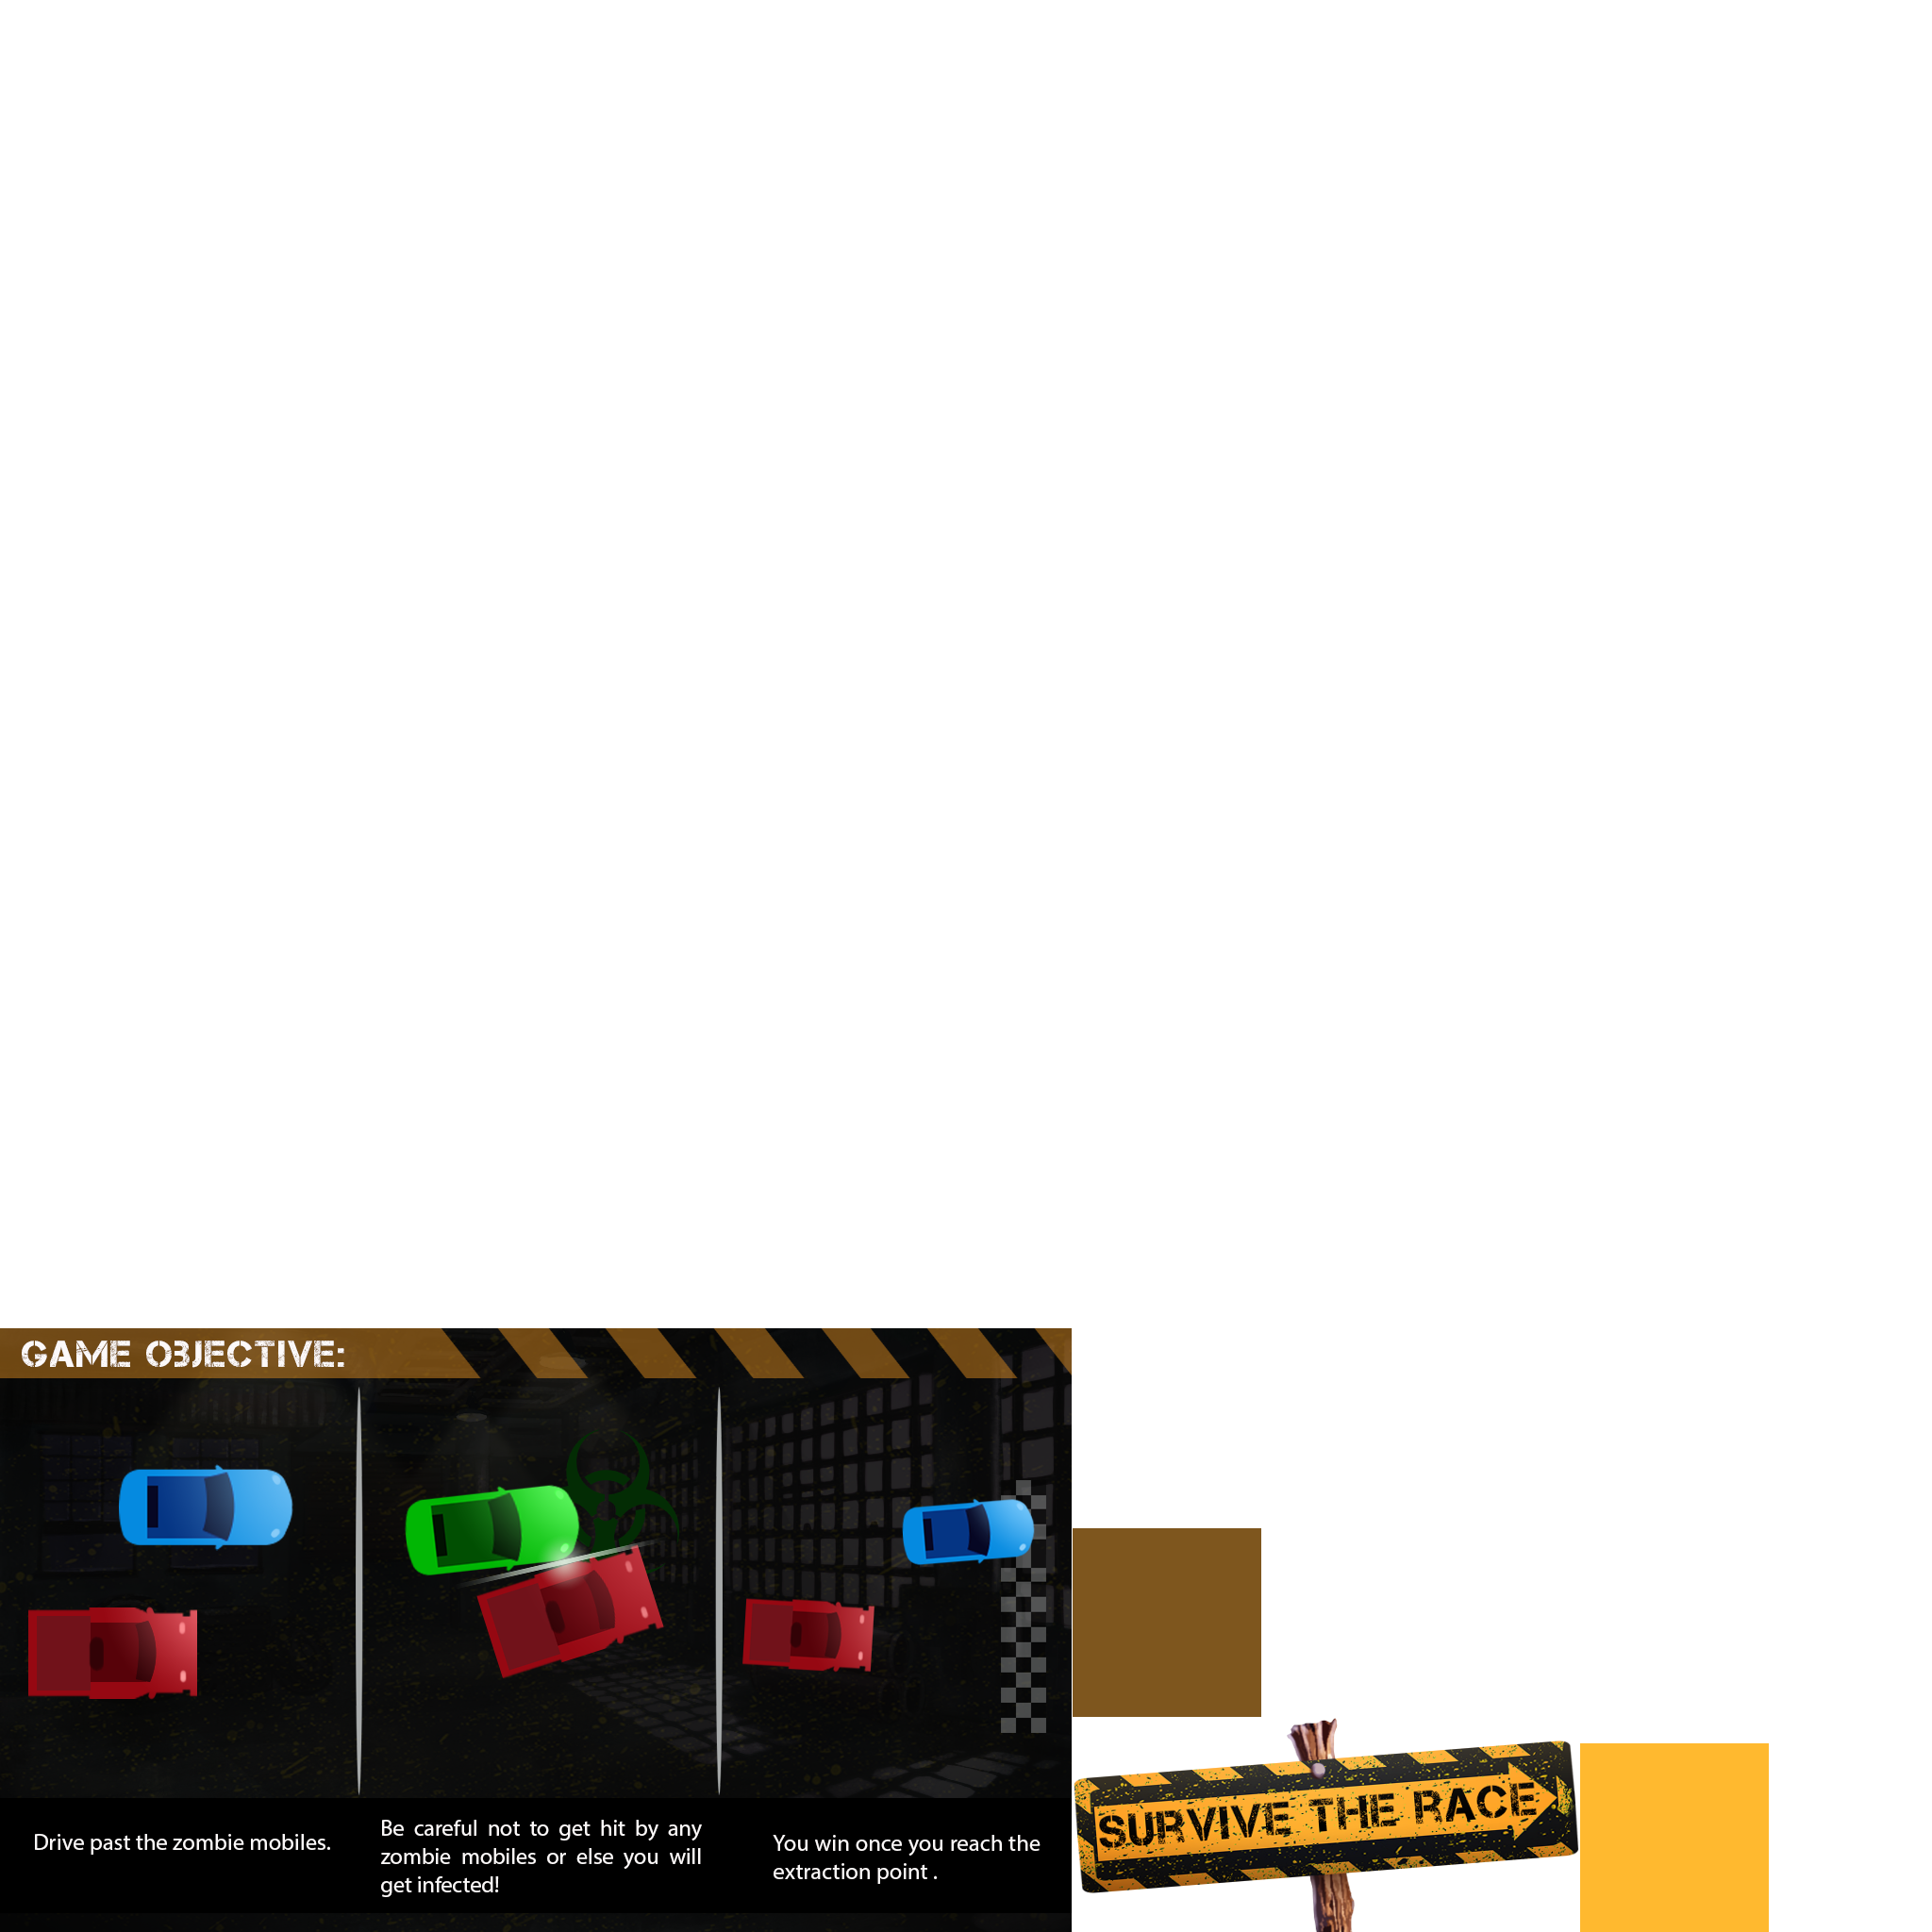 GAME OBJECTIVE:
Drive past the zombie mobiles.
Be careful not to get hit by any
zombie mobiles or else you will
get infected!
You win once you reach the
extraction point .
SURVIVE THE RACE